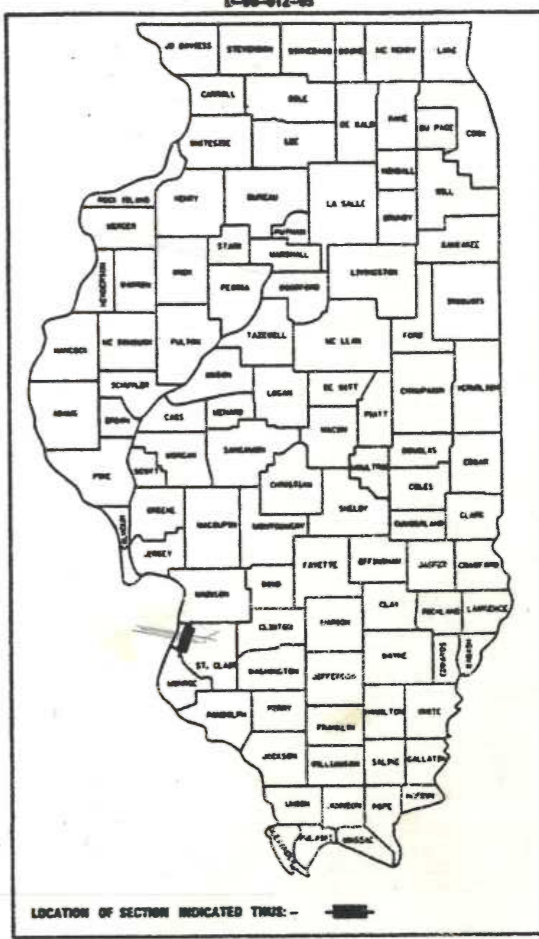 JO DAVIESS STEPHENSON WINNEBAGO BOONE MC HENRY LAKE
CARROLL OGLE DE KALB KANE DU PAGE COOK
WHITESIDE LEE KENDALL WILL
ROCK ISLAND HENRY BUREAU LA SALLE GRUNDY
MERCER PUTNAM KANKAKEE
STARK MARSHALL LIVINGSTON
HENDERSON WARREN KNOX PEORIA WOODFORD IROQUOIS
HANCOCK MC DONOUGH FULTON TAZEWELL MC LEAN FORD
MASON
SCHUYLER LOGAN DE WITT CHAMPAIGN VERMILION
ADAMS BROWN CASS MENARD PIATT
MACON
MORGAN SANGAMON DOUGLAS
PIKE SCOTT CHRISTIAN MOULTRIE COLES EDGAR
GREENE SHELBY
CALHOUN MACOUPIN MONTGOMERY CUMBERLAND CLARK
JERSEY FAYETTE EFFINGHAM JASPER CRAWFORD
MADISON BOND CLAY RICHLAND LAWRENCE
CLINTON MARION
ST. CLAIR WAYNE EDWARDS WABASH
MONROE WASHINGTON JEFFERSON
RANDOLPH PERRY HAMILTON WHITE
FRANKLIN
JACKSON WILLIAMSON SALINE GALLATIN
UNION JOHNSON POPE HARDIN
ALEXANDER PULASKI MASSAC
LOCATION OF SECTION INDICATED THUS: -